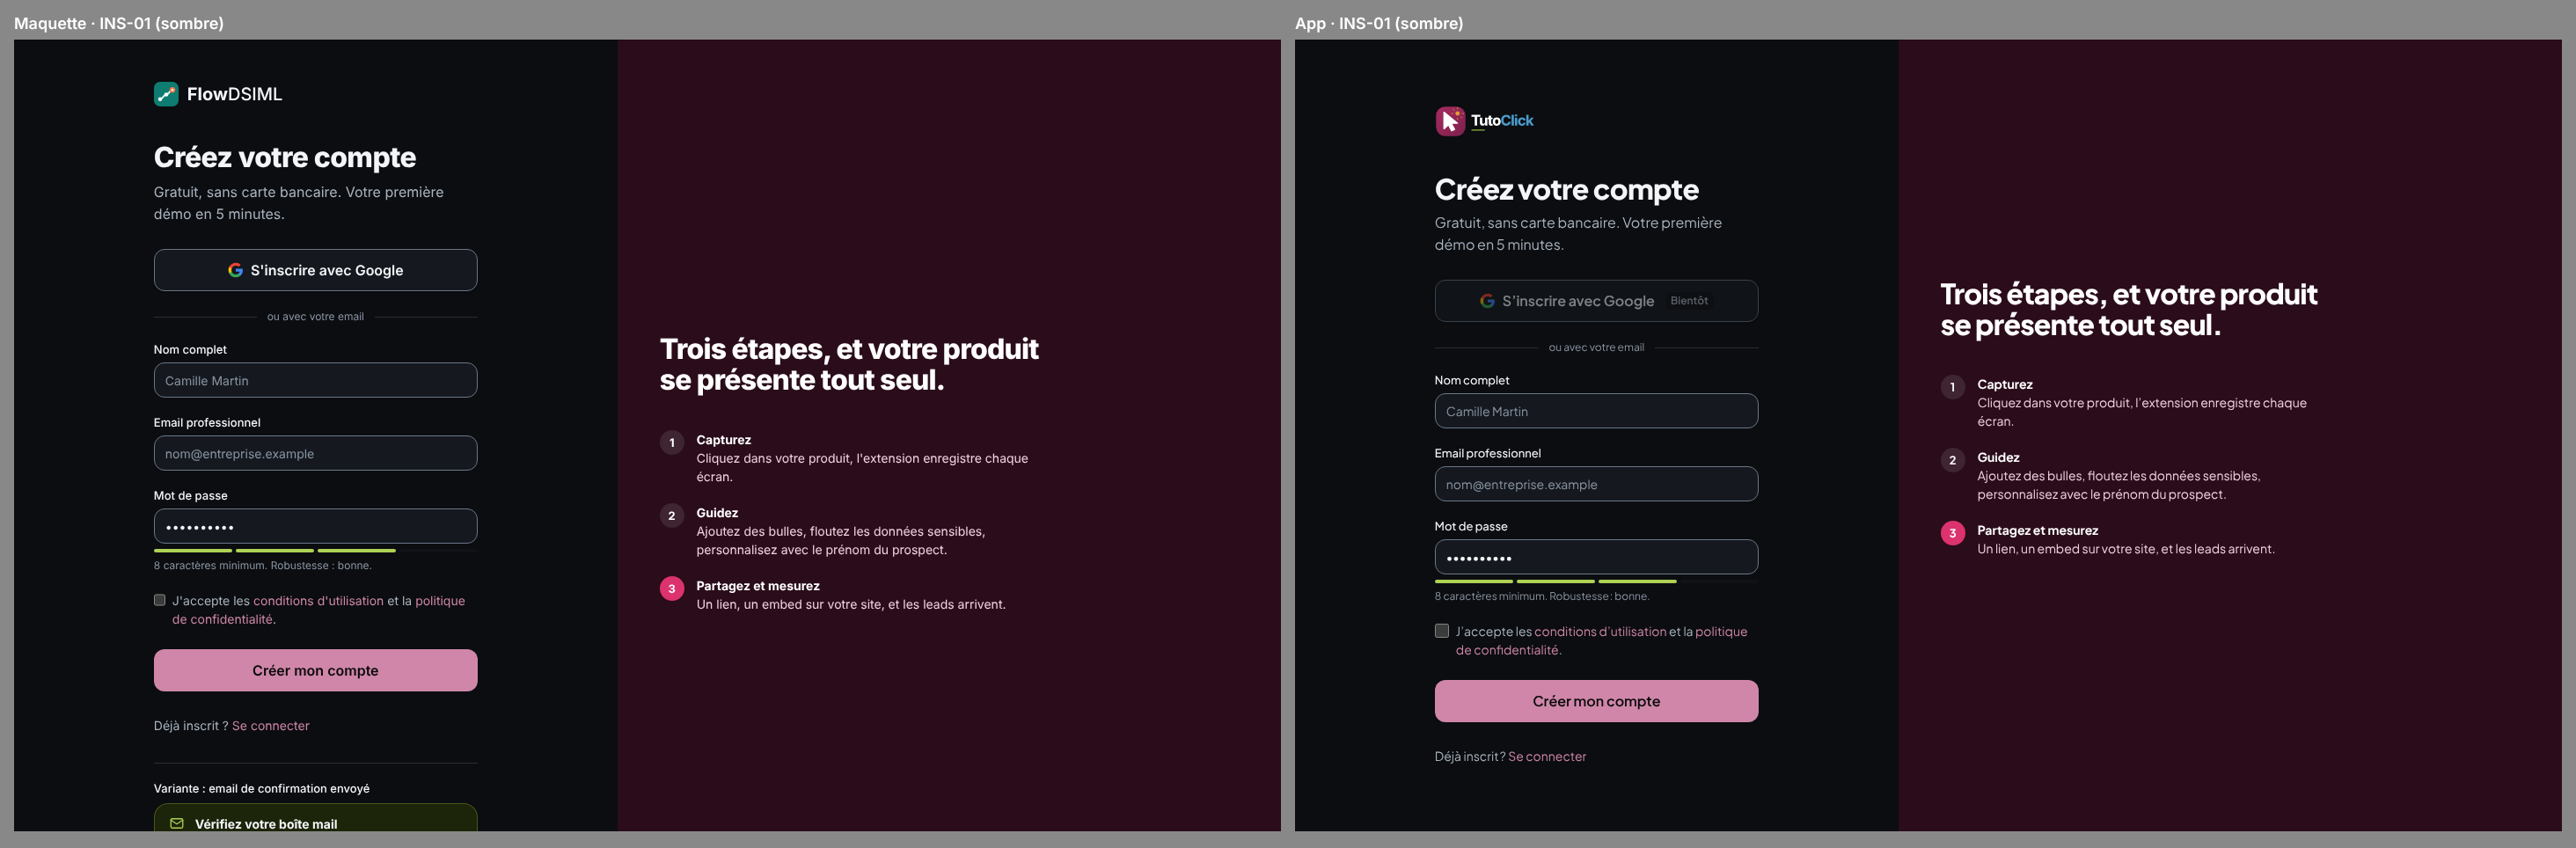 Maquette · INS-01 (sombre)
FlowDSIML
Créez votre compte
Gratuit, sans carte bancaire. Votre première
démo en 5 minutes.
S'inscrire avec Google
ou avec votre email
Nom complet
Camille Martin
Email professionnel
nom@entreprise.example
Mot de passe
••••••••••
8 caractères minimum. Robustesse : bonne.
J'accepte les conditions d'utilisation et la politique
de confidentialité.
Créer mon compte
Déjà inscrit ? Se connecter
Variante : email de confirmation envoyé
Vérifiez votre boîte mail
Trois étapes, et votre produit
se présente tout seul.
1
Capturez
Cliquez dans votre produit, l'extension enregistre chaque
écran.
2
Guidez
Ajoutez des bulles, floutez les données sensibles,
personnalisez avec le prénom du prospect.
3
Partagez et mesurez
Un lien, un embed sur votre site, et les leads arrivent.
App · INS-01 (sombre)
TutoClick
Créez votre compte
Gratuit, sans carte bancaire. Votre première
démo en 5 minutes.
S’inscrire avec Google Bientôt
ou avec votre email
Nom complet
Camille Martin
Email professionnel
nom@entreprise.example
Mot de passe
••••••••••
8 caractères minimum. Robustesse : bonne.
J’accepte les conditions d’utilisation et la politique
de confidentialité.
Créer mon compte
Déjà inscrit ? Se connecter
Trois étapes, et votre produit
se présente tout seul.
1
Capturez
Cliquez dans votre produit, l’extension enregistre chaque
écran.
2
Guidez
Ajoutez des bulles, floutez les données sensibles,
personnalisez avec le prénom du prospect.
3
Partagez et mesurez
Un lien, un embed sur votre site, et les leads arrivent.